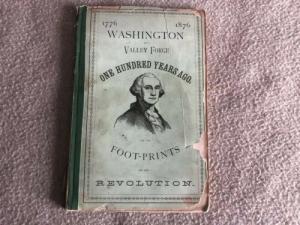 1776 1876
WASHINGTON
VALLEY FORGE
ONE HUNDRED YEARS AGO.
FOOT-PRINTS
REVOLUTION.